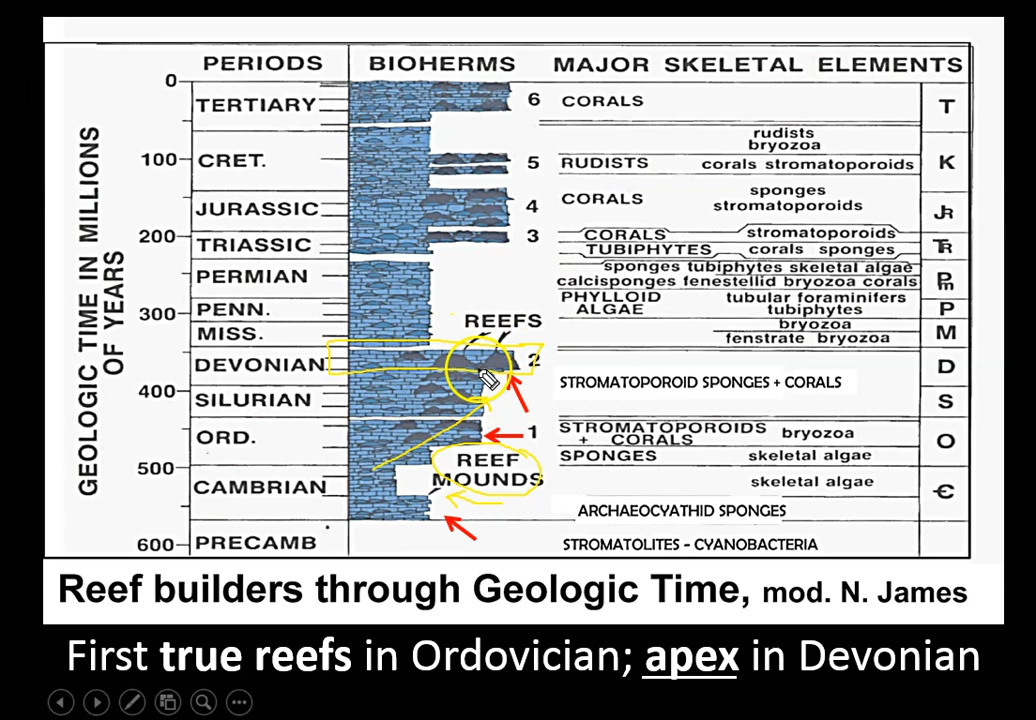 PERIODS BIOHERMS MAJOR SKELETAL ELEMENTS
GEOLOGIC TIME IN MILLIONS
OF YEARS
0
TERTIARY 6 CORALS T
rudists
bryozoa
100 CRET. 5 RUDISTS corals stromatoporoids K
sponges
JURASSIC 4 CORALS stromatoporoids JR
200 3 CORALS stromatoporoids
TRIASSIC TUBIPHYTES corals sponges TR
sponges tubiphytes skeletal algae
PERMIAN calcisponges fenestellid bryozoa corals Pm
PHYLLOID tubular foraminifers
300 PENN. ALGAE tubiphytes P
REEFS bryozoa
MISS. fenstrate bryozoa M
DEVONIAN 2 D
STROMATOPOROID SPONGES + CORALS
400 SILURIAN S
STROMATOPOROIDS
ORD. 1 + CORALS bryozoa O
SPONGES skeletal algae
500 REEF
CAMBRIAN MOUNDS skeletal algae Є
ARCHAEOCYATHID SPONGES
600 PRECAMB STROMATOLITES - CYANOBACTERIA
Reef builders through Geologic Time, mod. N. James
First true reefs in Ordovician; apex in Devonian